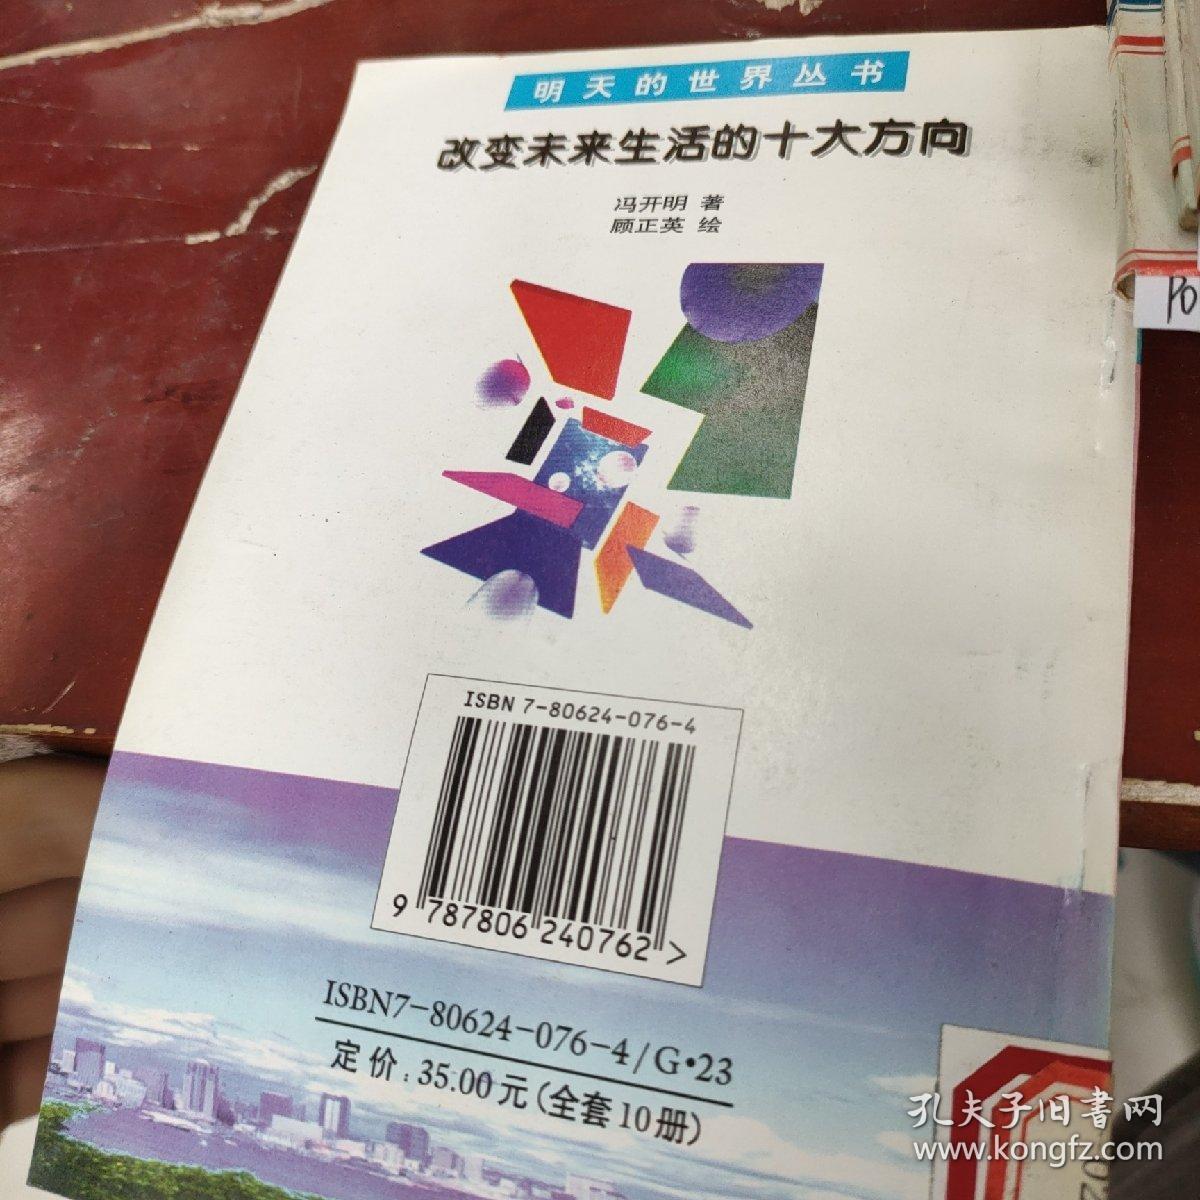 明天的世界丛书
改变未来生活的十大方向
冯开明 著
顾正英 绘
PO
ISBN 7-80624-076-4
9 787806 240762 >
ISBN7-80624-076-4/G·23
定价：35.00元(全套10册)
孔夫子旧书网
www.kongfz.com